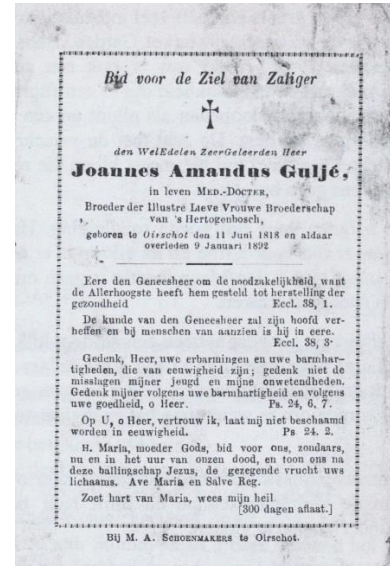 Bid voor de Ziel van Zaliger
den WelEdelen ZeerGeleerden Heer
Joannes Amandus Guljé,
in leven MED.-DOCTER,
Broeder der Illustre Lieve Vrouwe Broederschap
van 's Hertogenbosch,
geboren te Oirschot den 11 Juni 1818 en aldaar
overleden 9 Januari 1892
Eere den Geneesheer om de noodzakelijkheid, want
de Allerhoogste heeft hem gesteld tot herstelling der
gezondheid Eccl. 38, 1.
De kunde van den Geneesheer zal zijn hoofd ver-
heffen en bij menschen van aanzien is hij in eere.
Eccl. 38, 3.
Gedenk, Heer, uwe erbarmingen en uwe barmhar-
tigheden, die van eeuwigheid zijn; gedenk niet de
misslagen mijner jeugd en mijne onwetendheden.
Gedenk mijner volgens uwe barmhartigheid en volgens
uwe goedheid, o Heer. Ps. 24, 6, 7.
Op U, o Heer, vertrouw ik, laat mij niet beschaamd
worden in eeuwigheid. Ps 24. 2.
H. Maria, moeder Gods, bid voor ons, zondaars,
nu en in het uur van onzen dood, en toon ons na
deze ballingschap Jezus, de gezegende vrucht uws
lichaams. Ave Maria en Salve Reg.
Zoet hart van Maria, wees mijn heil
[300 dagen aflaat.]
Bij M. A. SCHOENMAKERS te Oirschot.